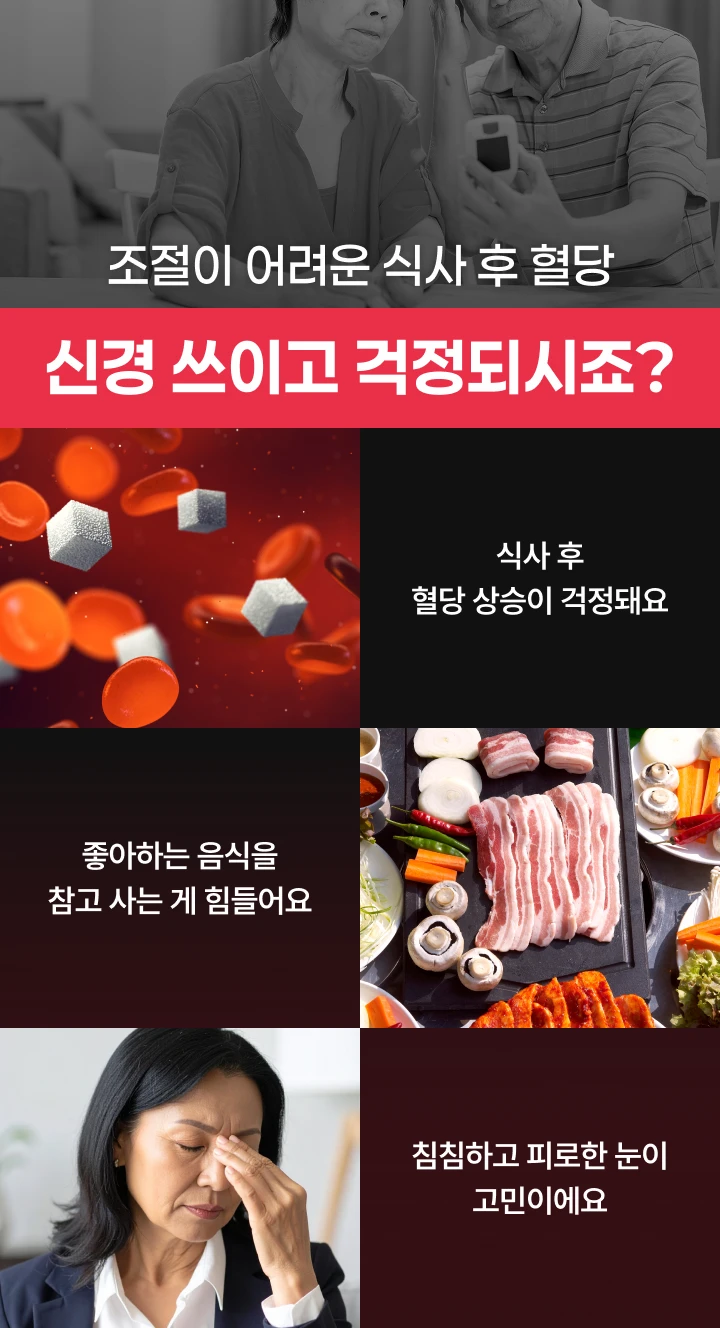 조절이 어려운 식사 후 혈당
신경 쓰이고 걱정되시죠?
식사 후
혈당 상승이 걱정돼요
좋아하는 음식을
참고 사는 게 힘들어요
침침하고 피로한 눈이
고민이에요